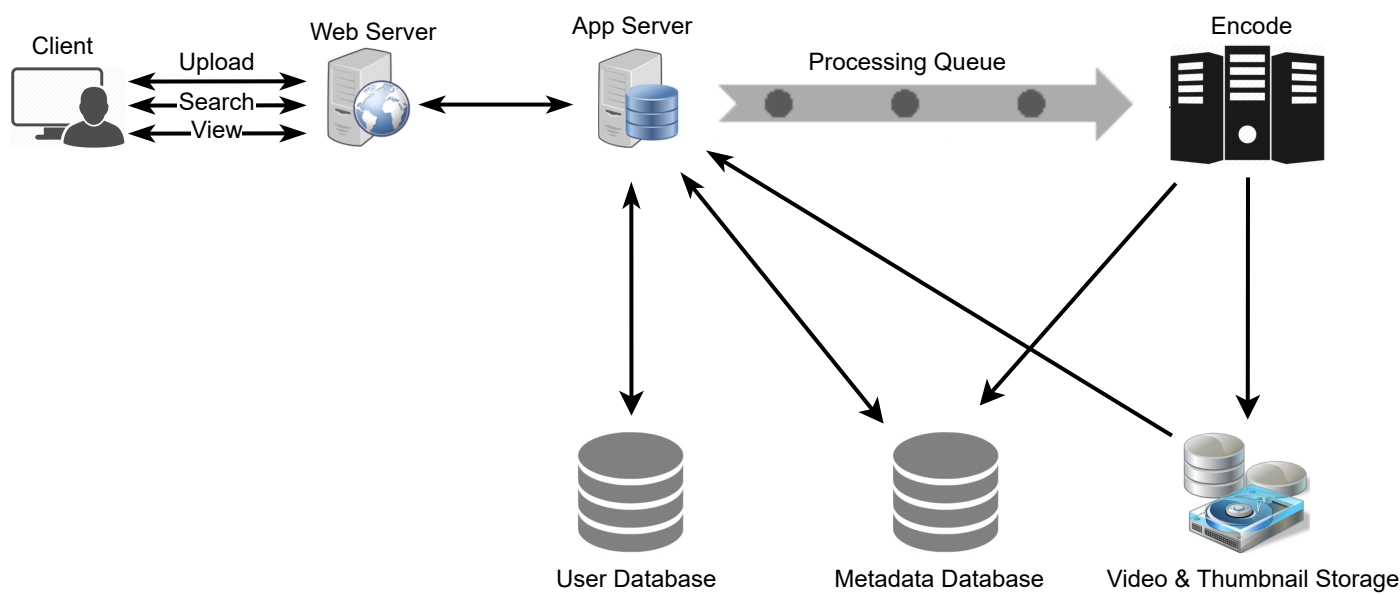 Client
Upload
Search
View
Web Server
App Server
Processing Queue
Encode
User Database
Metadata Database
Video & Thumbnail Storage